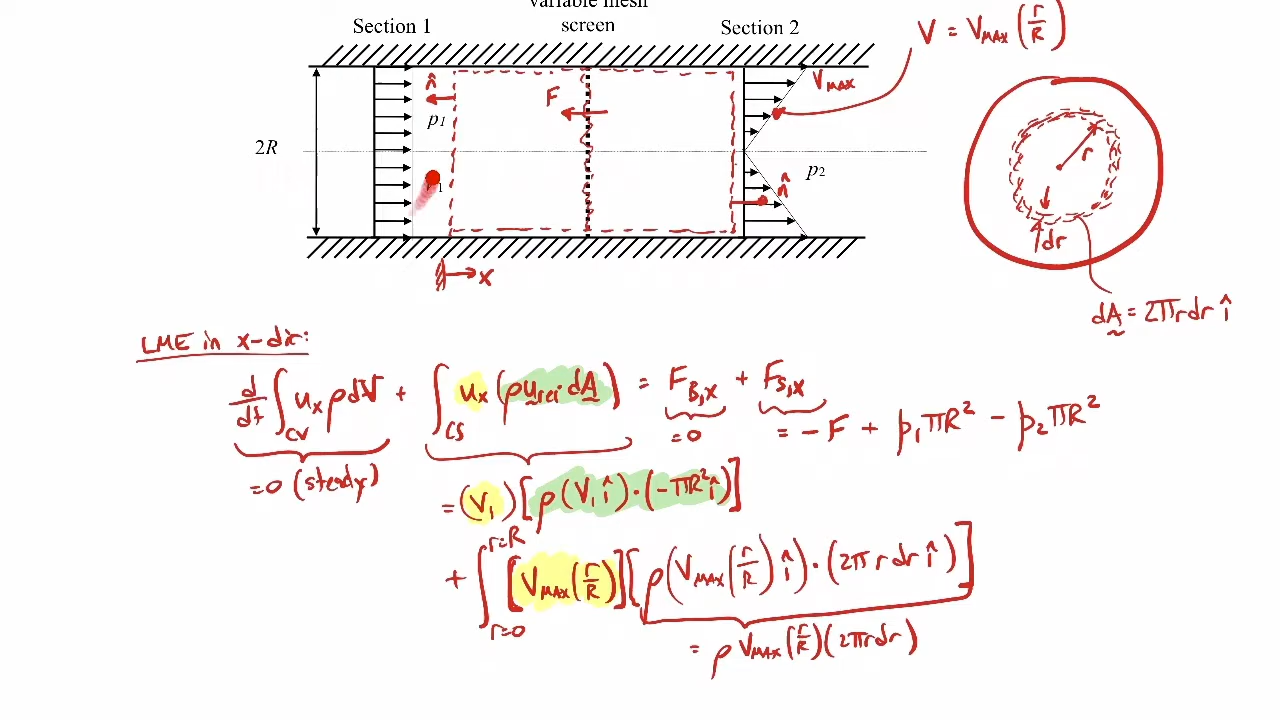 variable mesh
Section 1 screen Section 2
V = V_MAX (r/R)
V_MAX
n̂
F
p₁
2R
p₂
1
n̂
r
dr
x
dA = 2πr dr î
LME in x-dir:
d/dt ∫_CV u_x ρ dV + ∫_CS u_x (ρ u_rel · dA) = F_B,x + F_S,x
=0 (steady)
=0
= -F + p₁πR² - p₂πR²
= (V₁)[ρ(V₁ î)·(-πR² î)]
+ ∫_{r=0}^{r=R} [V_MAX (r/R)][ρ(V_MAX (r/R) î)·(2πr dr î)]
= ρ V_MAX (r/R)(2πr dr)